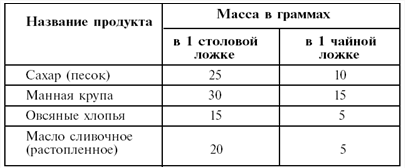 Название продукта
Масса в граммах
в 1 столовой ложке
в 1 чайной ложке
Сахар (песок) 25 10
Манная крупа 30 15
Овсяные хлопья 15 5
Масло сливочное
(растопленное) 20 5